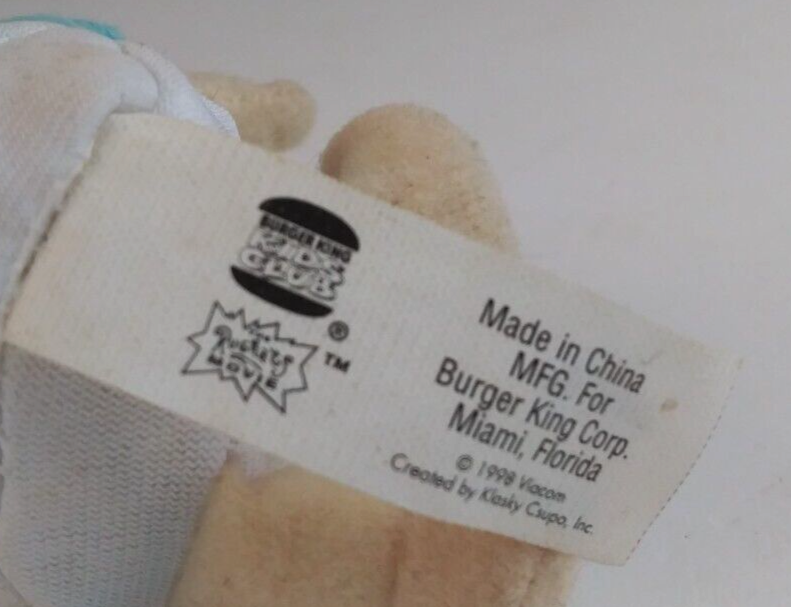 BURGER KING
KIDS
CLUB
®
Rugrats
MOVIE
TM
Made in China
MFG. For
Burger King Corp.
Miami, Florida
© 1998 Viacom
Created by Klasky Csupo, Inc.